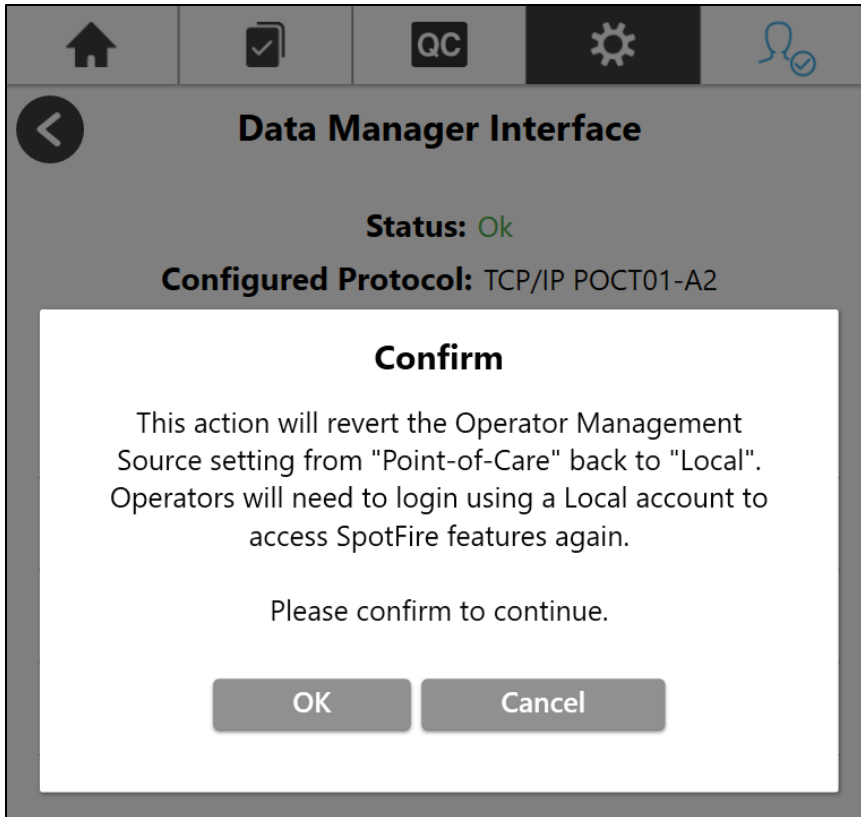 QC
Data Manager Interface
Status: Ok
Configured Protocol: TCP/IP POCT01-A2
Confirm
This action will revert the Operator Management
Source setting from "Point-of-Care" back to "Local".
Operators will need to login using a Local account to
access SpotFire features again.
Please confirm to continue.
OK
Cancel